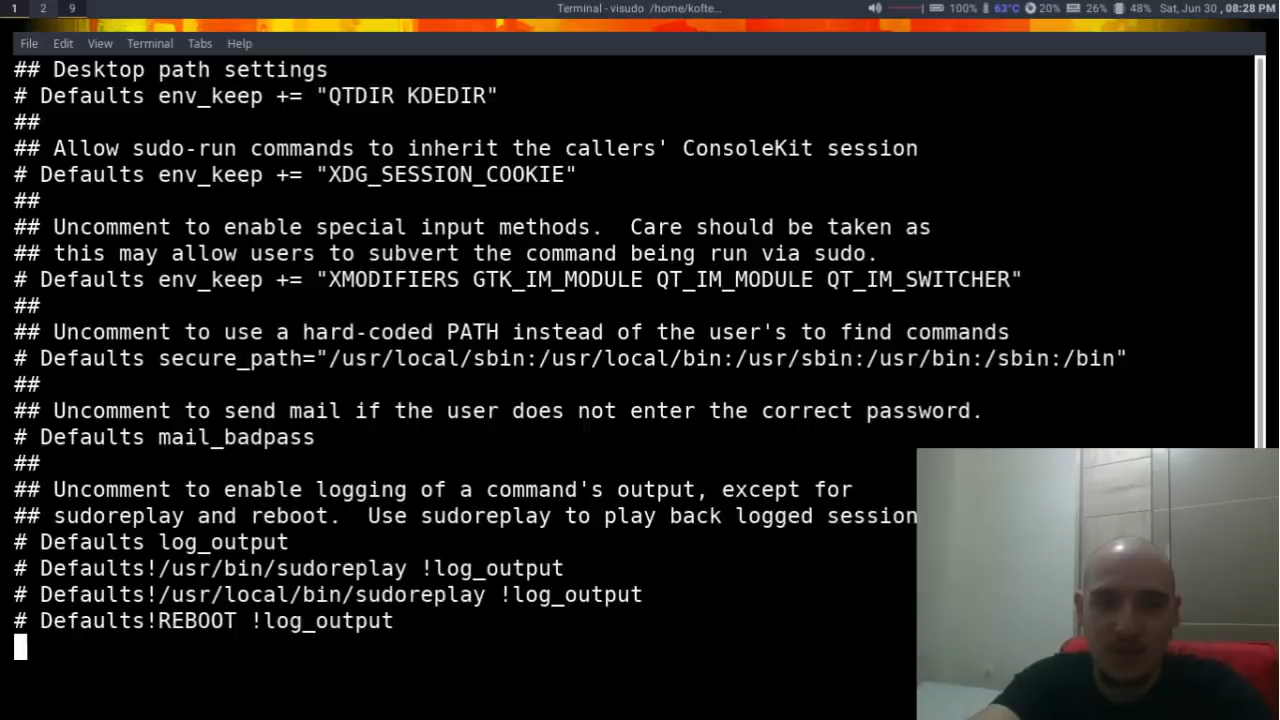 1 2 9 Terminal - visudo /home/kofte... 100% 63°C 20% 26% 48% Sat, Jun 30 , 08:28 PM
File Edit View Terminal Tabs Help
## Desktop path settings
# Defaults env_keep += "QTDIR KDEDIR"
##
## Allow sudo-run commands to inherit the callers' ConsoleKit session
# Defaults env_keep += "XDG_SESSION_COOKIE"
##
## Uncomment to enable special input methods.  Care should be taken as
## this may allow users to subvert the command being run via sudo.
# Defaults env_keep += "XMODIFIERS GTK_IM_MODULE QT_IM_MODULE QT_IM_SWITCHER"
##
## Uncomment to use a hard-coded PATH instead of the user's to find commands
# Defaults secure_path="/usr/local/sbin:/usr/local/bin:/usr/sbin:/usr/bin:/sbin:/bin"
##
## Uncomment to send mail if the user does not enter the correct password.
# Defaults mail_badpass
##
## Uncomment to enable logging of a command's output, except for
## sudoreplay and reboot.  Use sudoreplay to play back logged session
# Defaults log_output
# Defaults!/usr/bin/sudoreplay !log_output
# Defaults!/usr/local/bin/sudoreplay !log_output
# Defaults!REBOOT !log_output